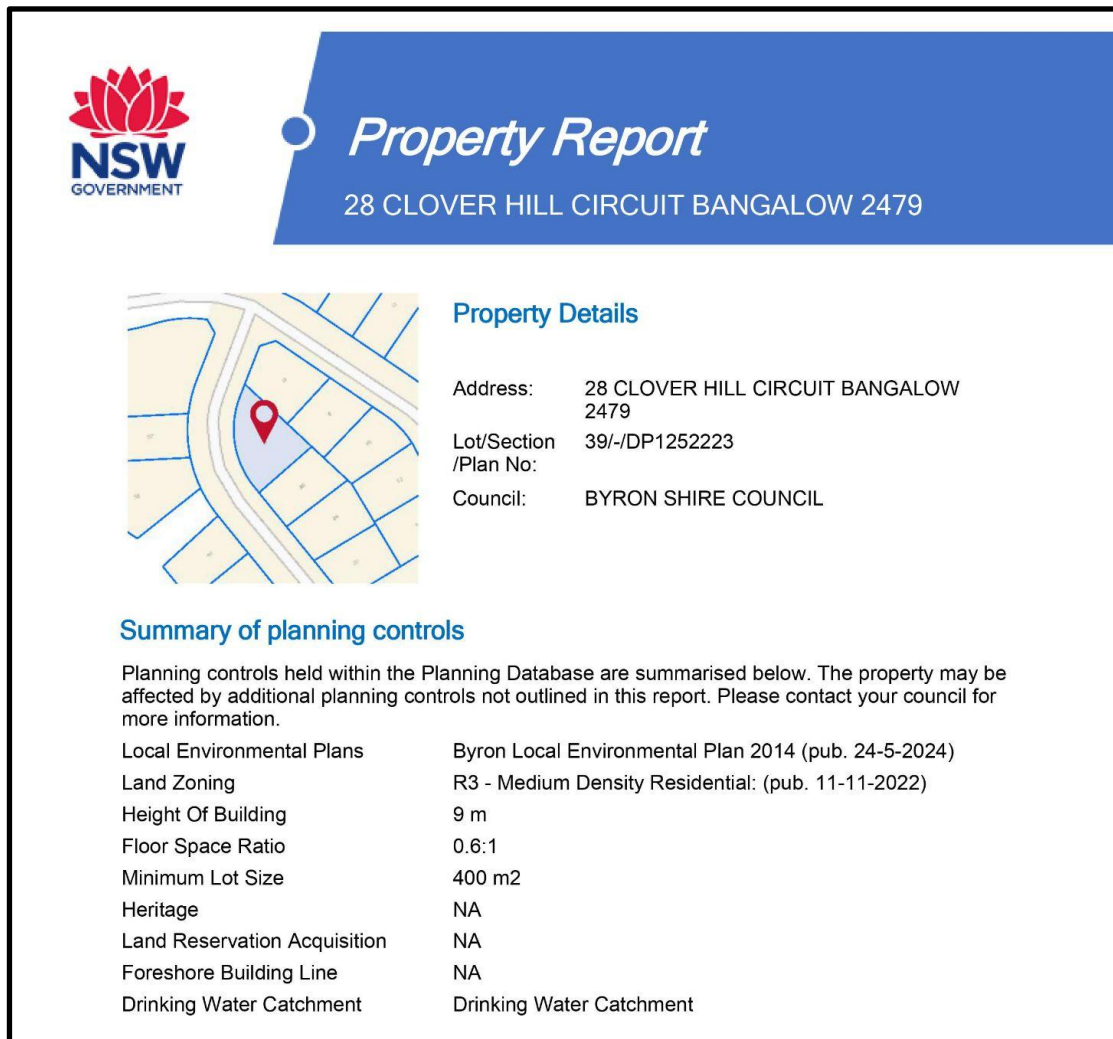 NSW
GOVERNMENT
Property Report
28 CLOVER HILL CIRCUIT BANGALOW 2479
Property Details
Address: 28 CLOVER HILL CIRCUIT BANGALOW
2479
Lot/Section 39/-/DP1252223
/Plan No:
Council: BYRON SHIRE COUNCIL
Summary of planning controls
Planning controls held within the Planning Database are summarised below. The property may be
affected by additional planning controls not outlined in this report. Please contact your council for
more information.
Local Environmental Plans Byron Local Environmental Plan 2014 (pub. 24-5-2024)
Land Zoning R3 - Medium Density Residential: (pub. 11-11-2022)
Height Of Building 9 m
Floor Space Ratio 0.6:1
Minimum Lot Size 400 m2
Heritage NA
Land Reservation Acquisition NA
Foreshore Building Line NA
Drinking Water Catchment Drinking Water Catchment